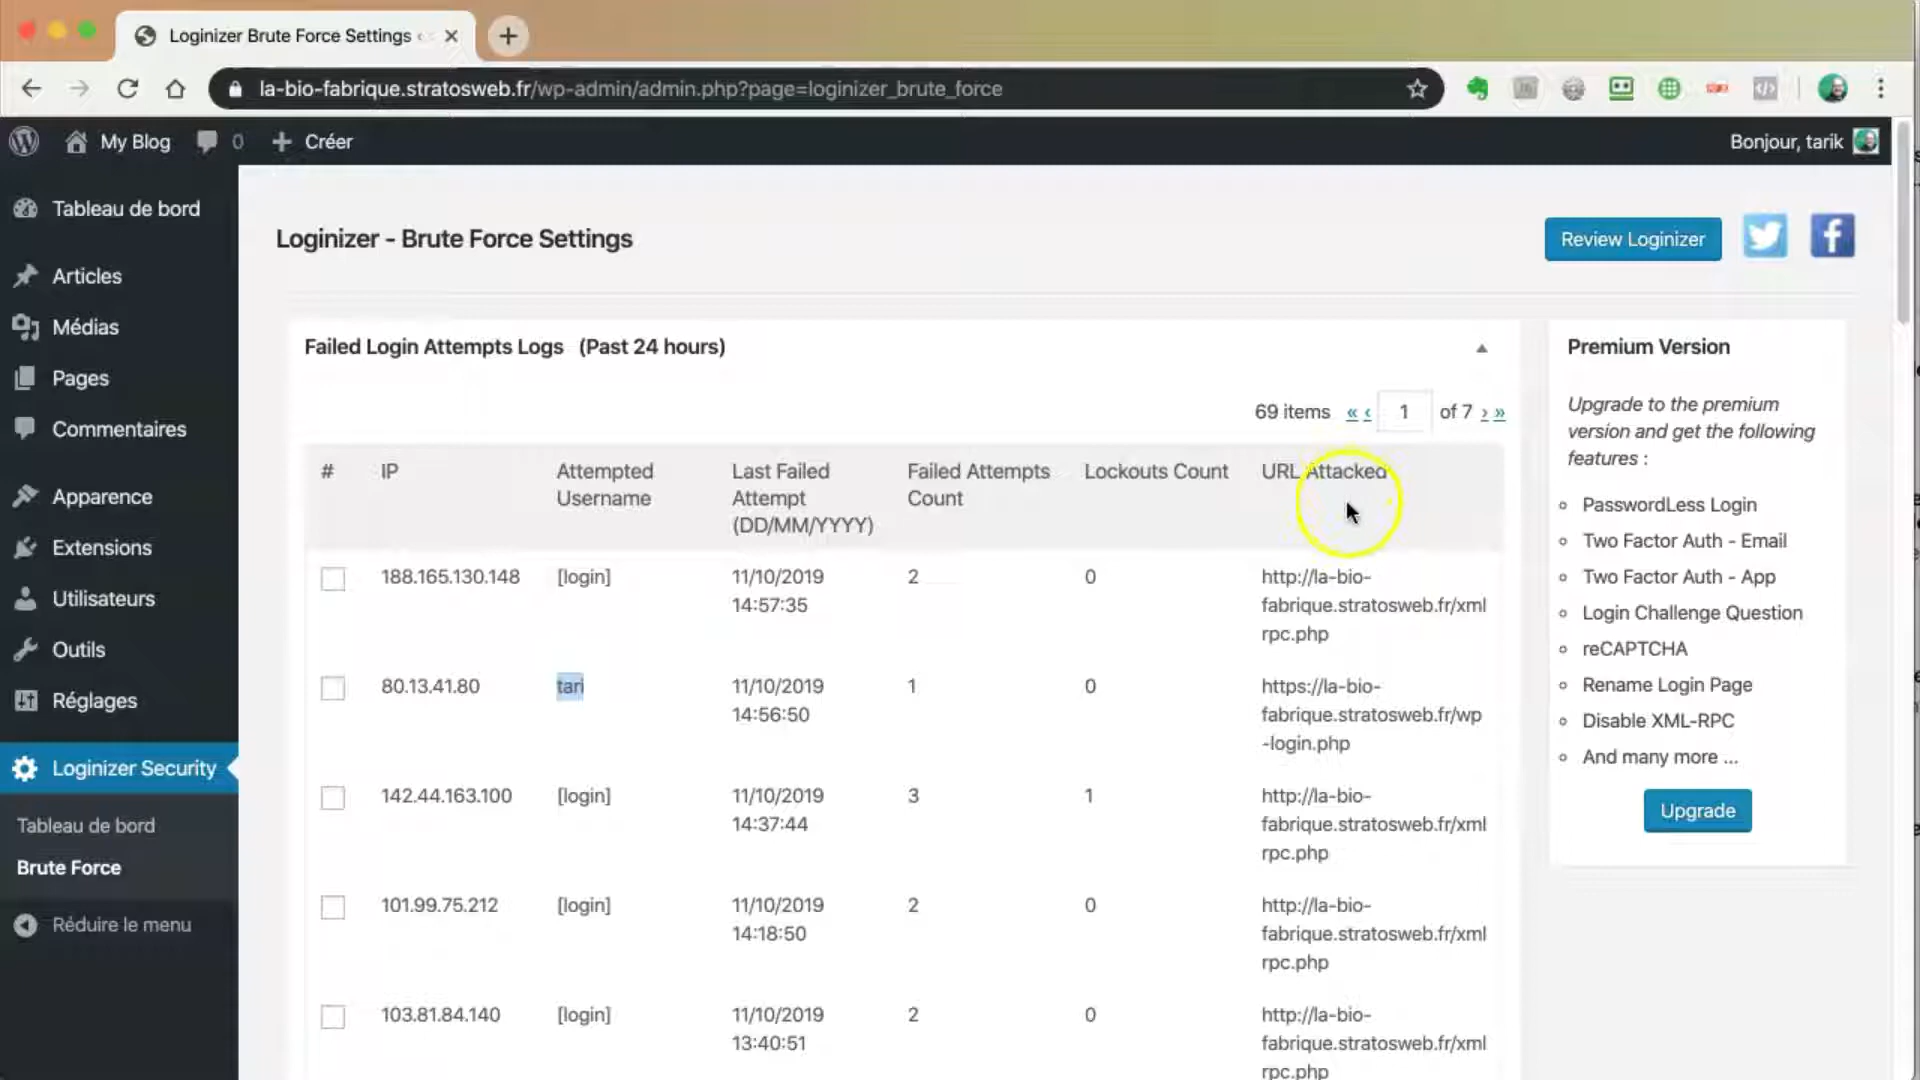 Loginizer Brute Force Settings
la-bio-fabrique.stratosweb.fr/wp-admin/admin.php?page=loginizer_brute_force
My Blog 0 + Créer
Bonjour, tarik
Tableau de bord
Articles
Médias
Pages
Commentaires
Apparence
Extensions
Utilisateurs
Outils
Réglages
Loginizer Security
Tableau de bord
Brute Force
Réduire le menu
Loginizer - Brute Force Settings
Review Loginizer
Failed Login Attempts Logs (Past 24 hours)
69 items « ‹ 1 of 7 › »
# IP Attempted Username Last Failed Attempt (DD/MM/YYYY) Failed Attempts Count Lockouts Count URL Attacked
188.165.130.148 [login] 11/10/2019 2 0 http://la-bio-
14:57:35 fabrique.stratosweb.fr/xml
rpc.php
80.13.41.80 tari 11/10/2019 1 0 https://la-bio-
14:56:50 fabrique.stratosweb.fr/wp
-login.php
142.44.163.100 [login] 11/10/2019 3 1 http://la-bio-
14:37:44 fabrique.stratosweb.fr/xml
rpc.php
101.99.75.212 [login] 11/10/2019 2 0 http://la-bio-
14:18:50 fabrique.stratosweb.fr/xml
rpc.php
103.81.84.140 [login] 11/10/2019 2 0 http://la-bio-
13:40:51 fabrique.stratosweb.fr/xml
rpc.php
Premium Version
Upgrade to the premium
version and get the following
features :
PasswordLess Login
Two Factor Auth - Email
Two Factor Auth - App
Login Challenge Question
reCAPTCHA
Rename Login Page
Disable XML-RPC
And many more ...
Upgrade